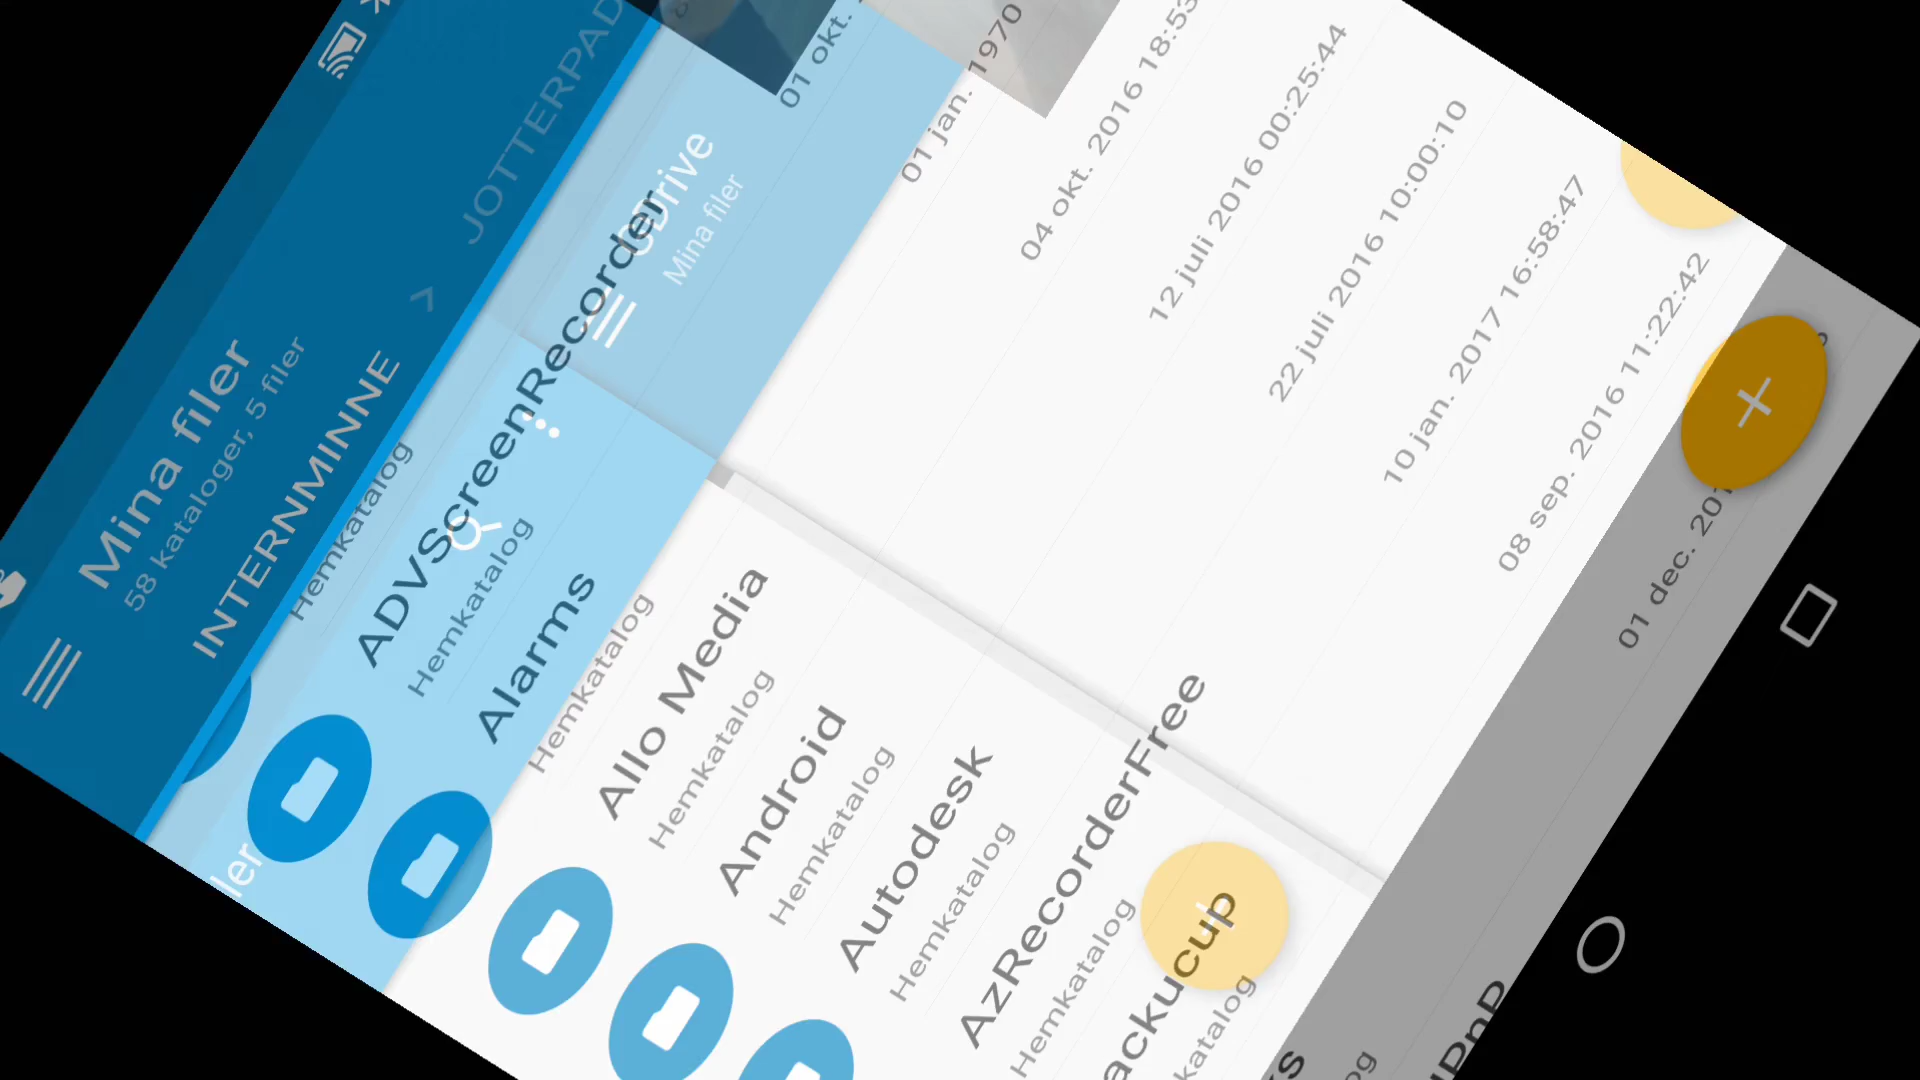 Mina filer
58 kataloger, 5 filer
INTERNMINNE
JOTTERPAD
Drive
Mina filer
Hemkatalog
ADVScreenRecorder
Hemkatalog
Alarms
Hemkatalog
Allo Media
Hemkatalog
Android
Hemkatalog
Autodesk
Hemkatalog
AzRecorderFree
Hemkatalog
ackucup
katalog
01 okt.
01 jan. 1970
04 okt. 2016 18:53
12 juli 2016 00:25:44
22 juli 2016 10:00:10
10 jan. 2017 16:58:47
08 sep. 2016 11:22:42
01 dec. 201